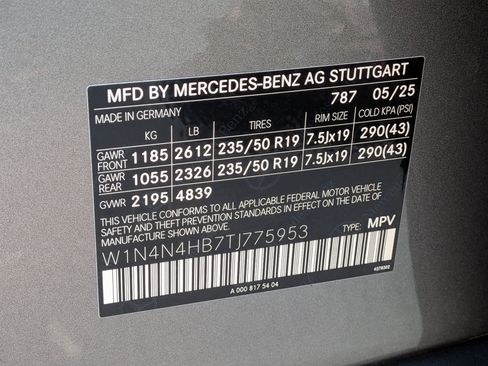 MFD BY MERCEDES-BENZ AG STUTTGART
MADE IN GERMANY 787 05/25
KG LB TIRES RIM SIZE COLD KPA (PSI)
GAWR FRONT 1185 2612 235/50 R19 7.5Jx19 290(43)
GAWR REAR 1055 2326 235/50 R19 7.5Jx19 290(43)
GVWR 2195 4839
THIS VEHICLE CONFORMS TO ALL APPLICABLE FEDERAL MOTOR VEHICLE
SAFETY AND THEFT PREVENTION STANDARDS IN EFFECT ON THE DATE OF
MANUFACTURE SHOWN ABOVE.
W1N4N4HB7TJ775953 TYPE: MPV
A 000 817 54 04